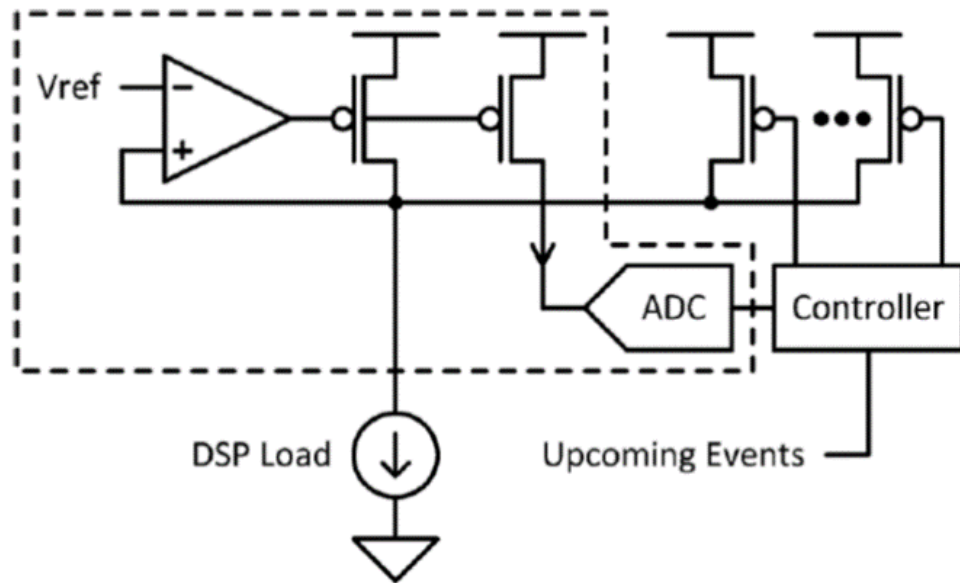 Vref
−
+
ADC
Controller
DSP Load
Upcoming Events